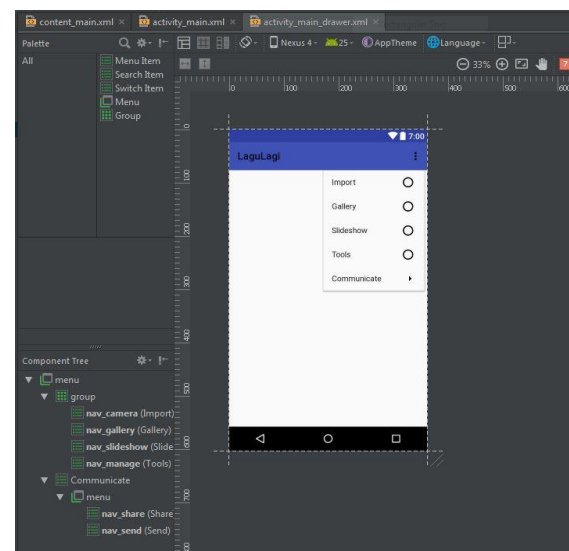 content_main.xml × activity_main.xml × activity_main_drawer.xml ×
Palette Nexus 4 25 AppTheme Language
All
Menu Item
Search Item
Switch Item
Menu
Group
33%
0 100 200 300 400 500 600
0
100
200
300
400
500
600
700
7:00
LaguLagi
Import
Gallery
Slideshow
Tools
Communicate
Component Tree
menu
group
nav_camera (Import)
nav_gallery (Gallery)
nav_slideshow (Slide
nav_manage (Tools)
Communicate
menu
nav_share (Share
nav_send (Send)